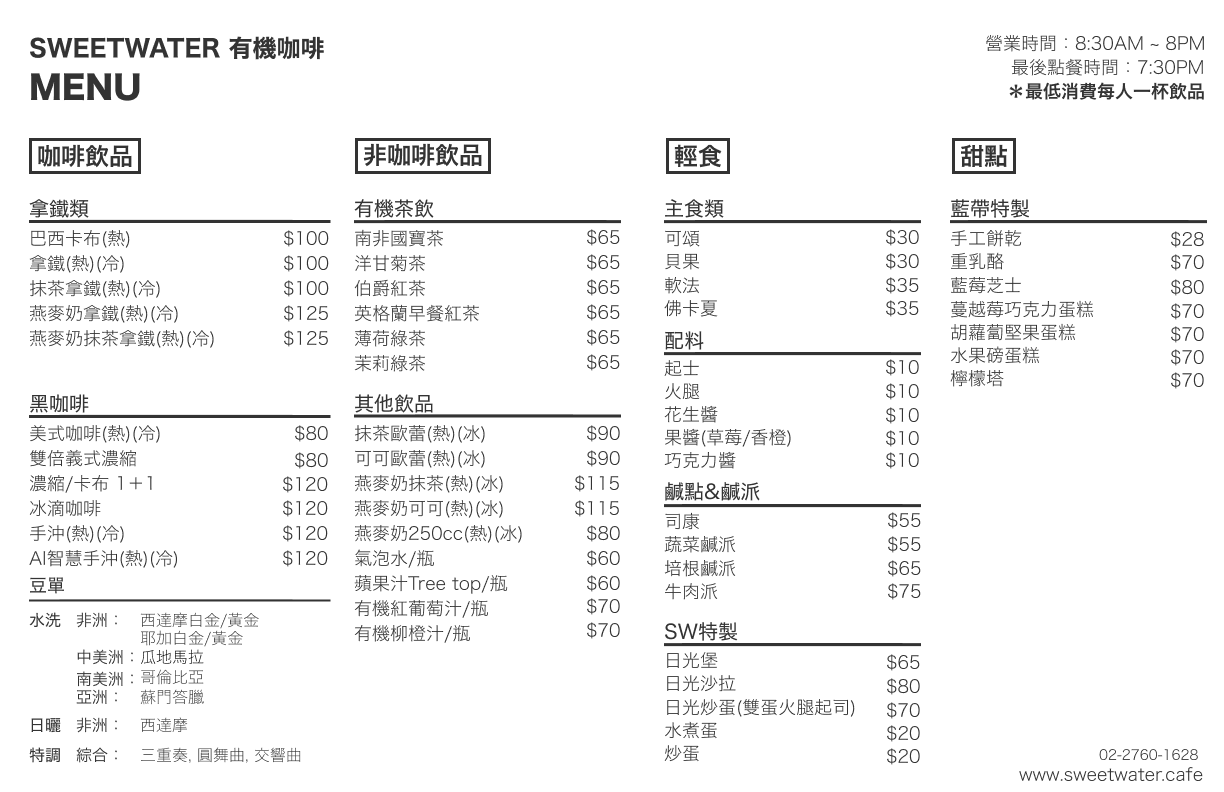 SWEETWATER 有機咖啡
MENU
營業時間：8:30AM ~ 8PM
最後點餐時間：7:30PM
＊最低消費每人一杯飲品
咖啡飲品
拿鐵類
巴西卡布(熱) $100
拿鐵(熱)(冷) $100
抹茶拿鐵(熱)(冷) $100
燕麥奶拿鐵(熱)(冷) $125
燕麥奶抹茶拿鐵(熱)(冷) $125
黑咖啡
美式咖啡(熱)(冷) $80
雙倍義式濃縮 $80
濃縮/卡布 1＋1 $120
冰滴咖啡 $120
手沖(熱)(冷) $120
AI智慧手沖(熱)(冷) $120
豆單
水洗 非洲： 西達摩白金/黃金
耶加白金/黃金
中美洲：瓜地馬拉
南美洲：哥倫比亞
亞洲： 蘇門答臘
日曬 非洲： 西達摩
特調 綜合： 三重奏, 圓舞曲, 交響曲
非咖啡飲品
有機茶飲
南非國寶茶 $65
洋甘菊茶 $65
伯爵紅茶 $65
英格蘭早餐紅茶 $65
薄荷綠茶 $65
茉莉綠茶 $65
其他飲品
抹茶歐蕾(熱)(冰) $90
可可歐蕾(熱)(冰) $90
燕麥奶抹茶(熱)(冰) $115
燕麥奶可可(熱)(冰) $115
燕麥奶250cc(熱)(冰) $80
氣泡水/瓶 $60
蘋果汁Tree top/瓶 $60
有機紅葡萄汁/瓶 $70
有機柳橙汁/瓶 $70
輕食
主食類
可頌 $30
貝果 $30
軟法 $35
佛卡夏 $35
配料
起士 $10
火腿 $10
花生醬 $10
果醬(草莓/香橙) $10
巧克力醬 $10
鹹點&鹹派
司康 $55
蔬菜鹹派 $55
培根鹹派 $65
牛肉派 $75
SW特製
日光堡 $65
日光沙拉 $80
日光炒蛋(雙蛋火腿起司) $70
水煮蛋 $20
炒蛋 $20
甜點
藍帶特製
手工餅乾 $28
重乳酪 $70
藍莓芝士 $80
蔓越莓巧克力蛋糕 $70
胡蘿蔔堅果蛋糕 $70
水果磅蛋糕 $70
檸檬塔 $70
02-2760-1628
www.sweetwater.cafe